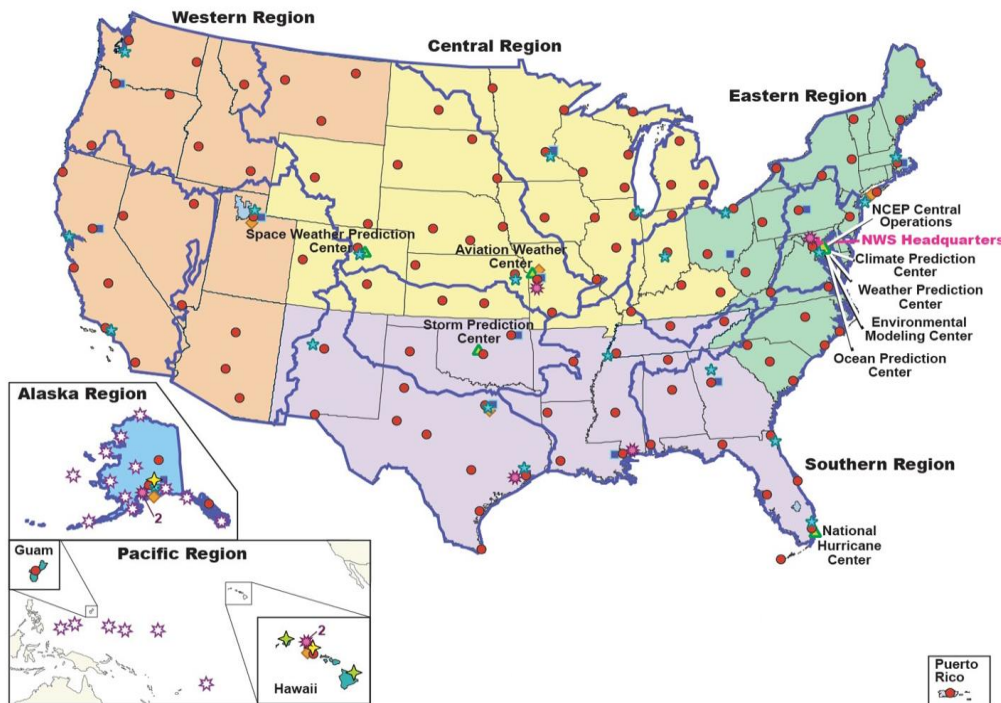 Western Region
Central Region
Eastern Region
NCEP Central
Operations
NWS Headquarters
Climate Prediction
Center
Weather Prediction
Center
Environmental
Modeling Center
Ocean Prediction
Center
Space Weather Prediction
Center
Aviation Weather
Center
Storm Prediction
Center
Alaska Region
2
Southern Region
National
Hurricane
Center
Guam
Pacific Region
2
Hawaii
Puerto
Rico